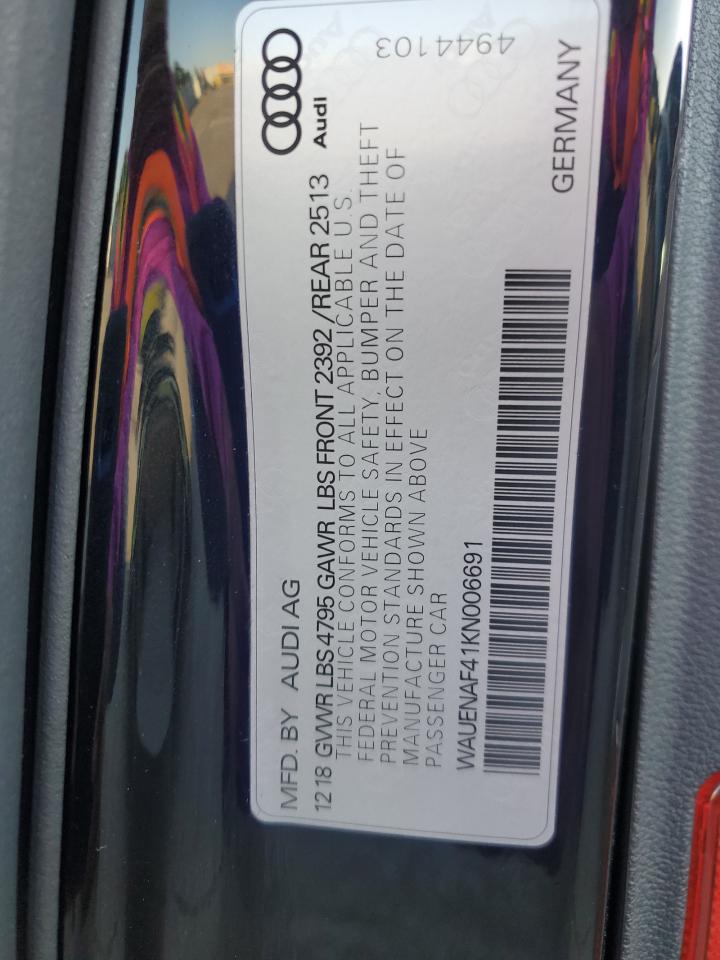 MFD. BY AUDI AG
Audi
12 18 GVWR LBS 4795 GAWR LBS FRONT 2392 /REAR 2513
THIS VEHICLE CONFORMS TO ALL APPLICABLE U.S.
FEDERAL MOTOR VEHICLE SAFETY, BUMPER AND THEFT
PREVENTION STANDARDS IN EFFECT ON THE DATE OF
MANUFACTURE SHOWN ABOVE
PASSENGER CAR
4944103
WAUENAF41KN006691
GERMANY